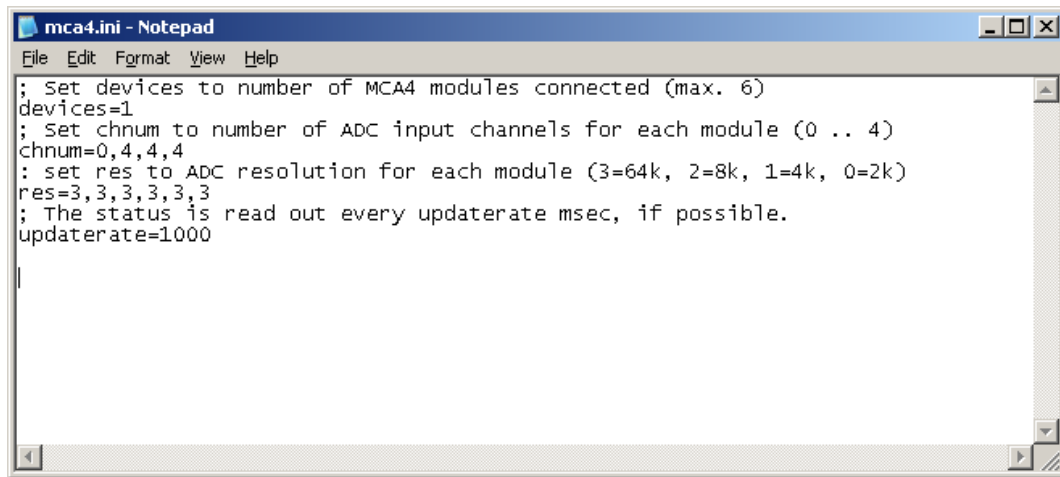 mca4.ini - Notepad
File Edit Format View Help
; Set devices to number of MCA4 modules connected (max. 6)
devices=1
; Set chnum to number of ADC input channels for each module (0 .. 4)
chnum=0,4,4,4
: set res to ADC resolution for each module (3=64k, 2=8k, 1=4k, 0=2k)
res=3,3,3,3,3,3
; The status is read out every updaterate msec, if possible.
updaterate=1000